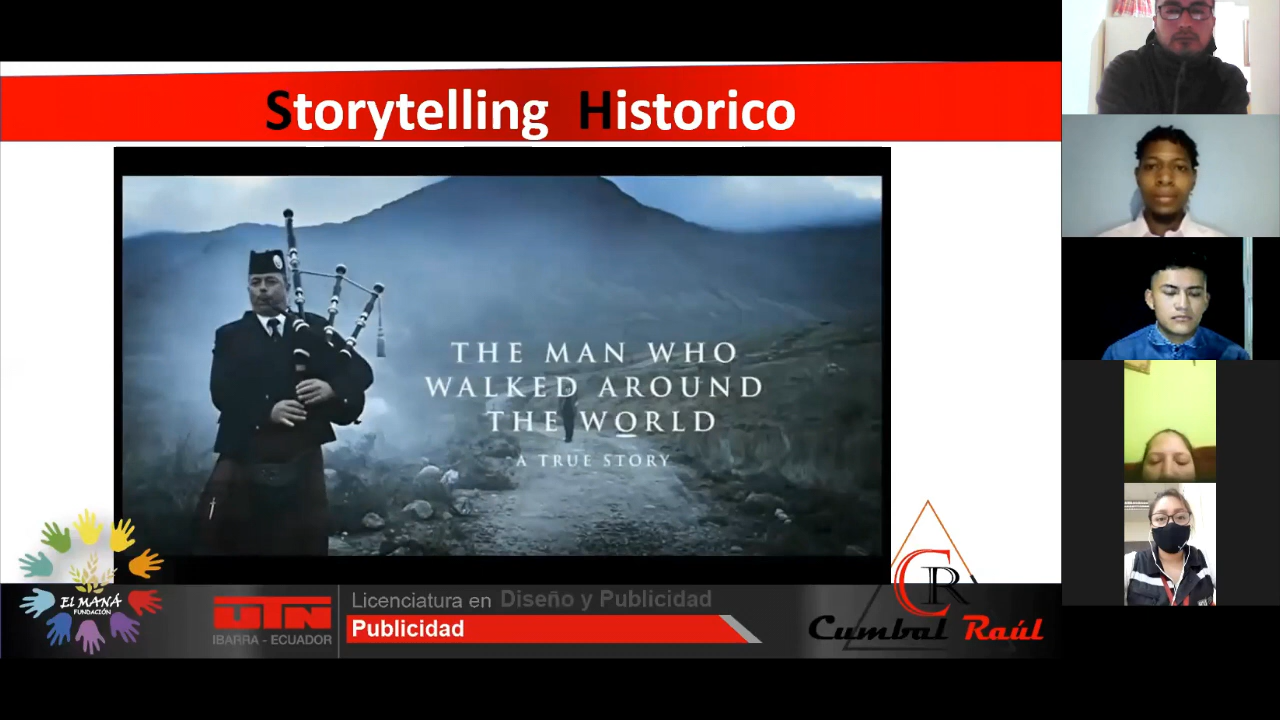 Storytelling Historico
THE MAN WHO
WALKED AROUND
THE WORLD
A TRUE STORY
EL MANÁ
FUNDACIÓN
UTN
IBARRA - ECUADOR
Licenciatura en Diseño y Publicidad
Publicidad
CR
Cumbal Raúl